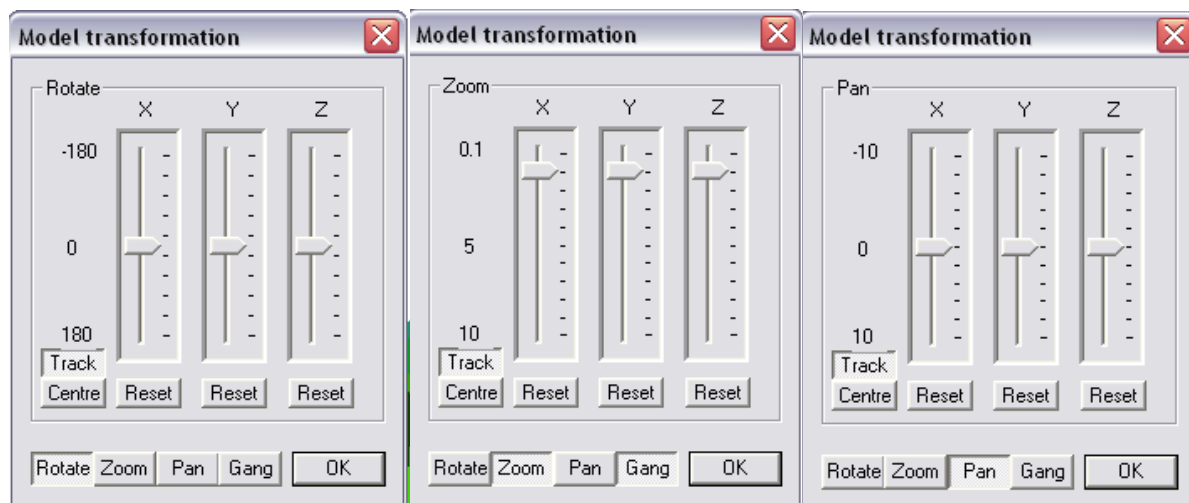 Model transformation
Rotate
X Y Z
-180
0
180
Track
Centre Reset Reset Reset
Rotate Zoom Pan Gang OK
Model transformation
Zoom
X Y Z
0.1
5
10
Track
Centre Reset Reset Reset
Rotate Zoom Pan Gang OK
Model transformation
Pan
X Y Z
-10
0
10
Track
Centre Reset Reset Reset
Rotate Zoom Pan Gang OK